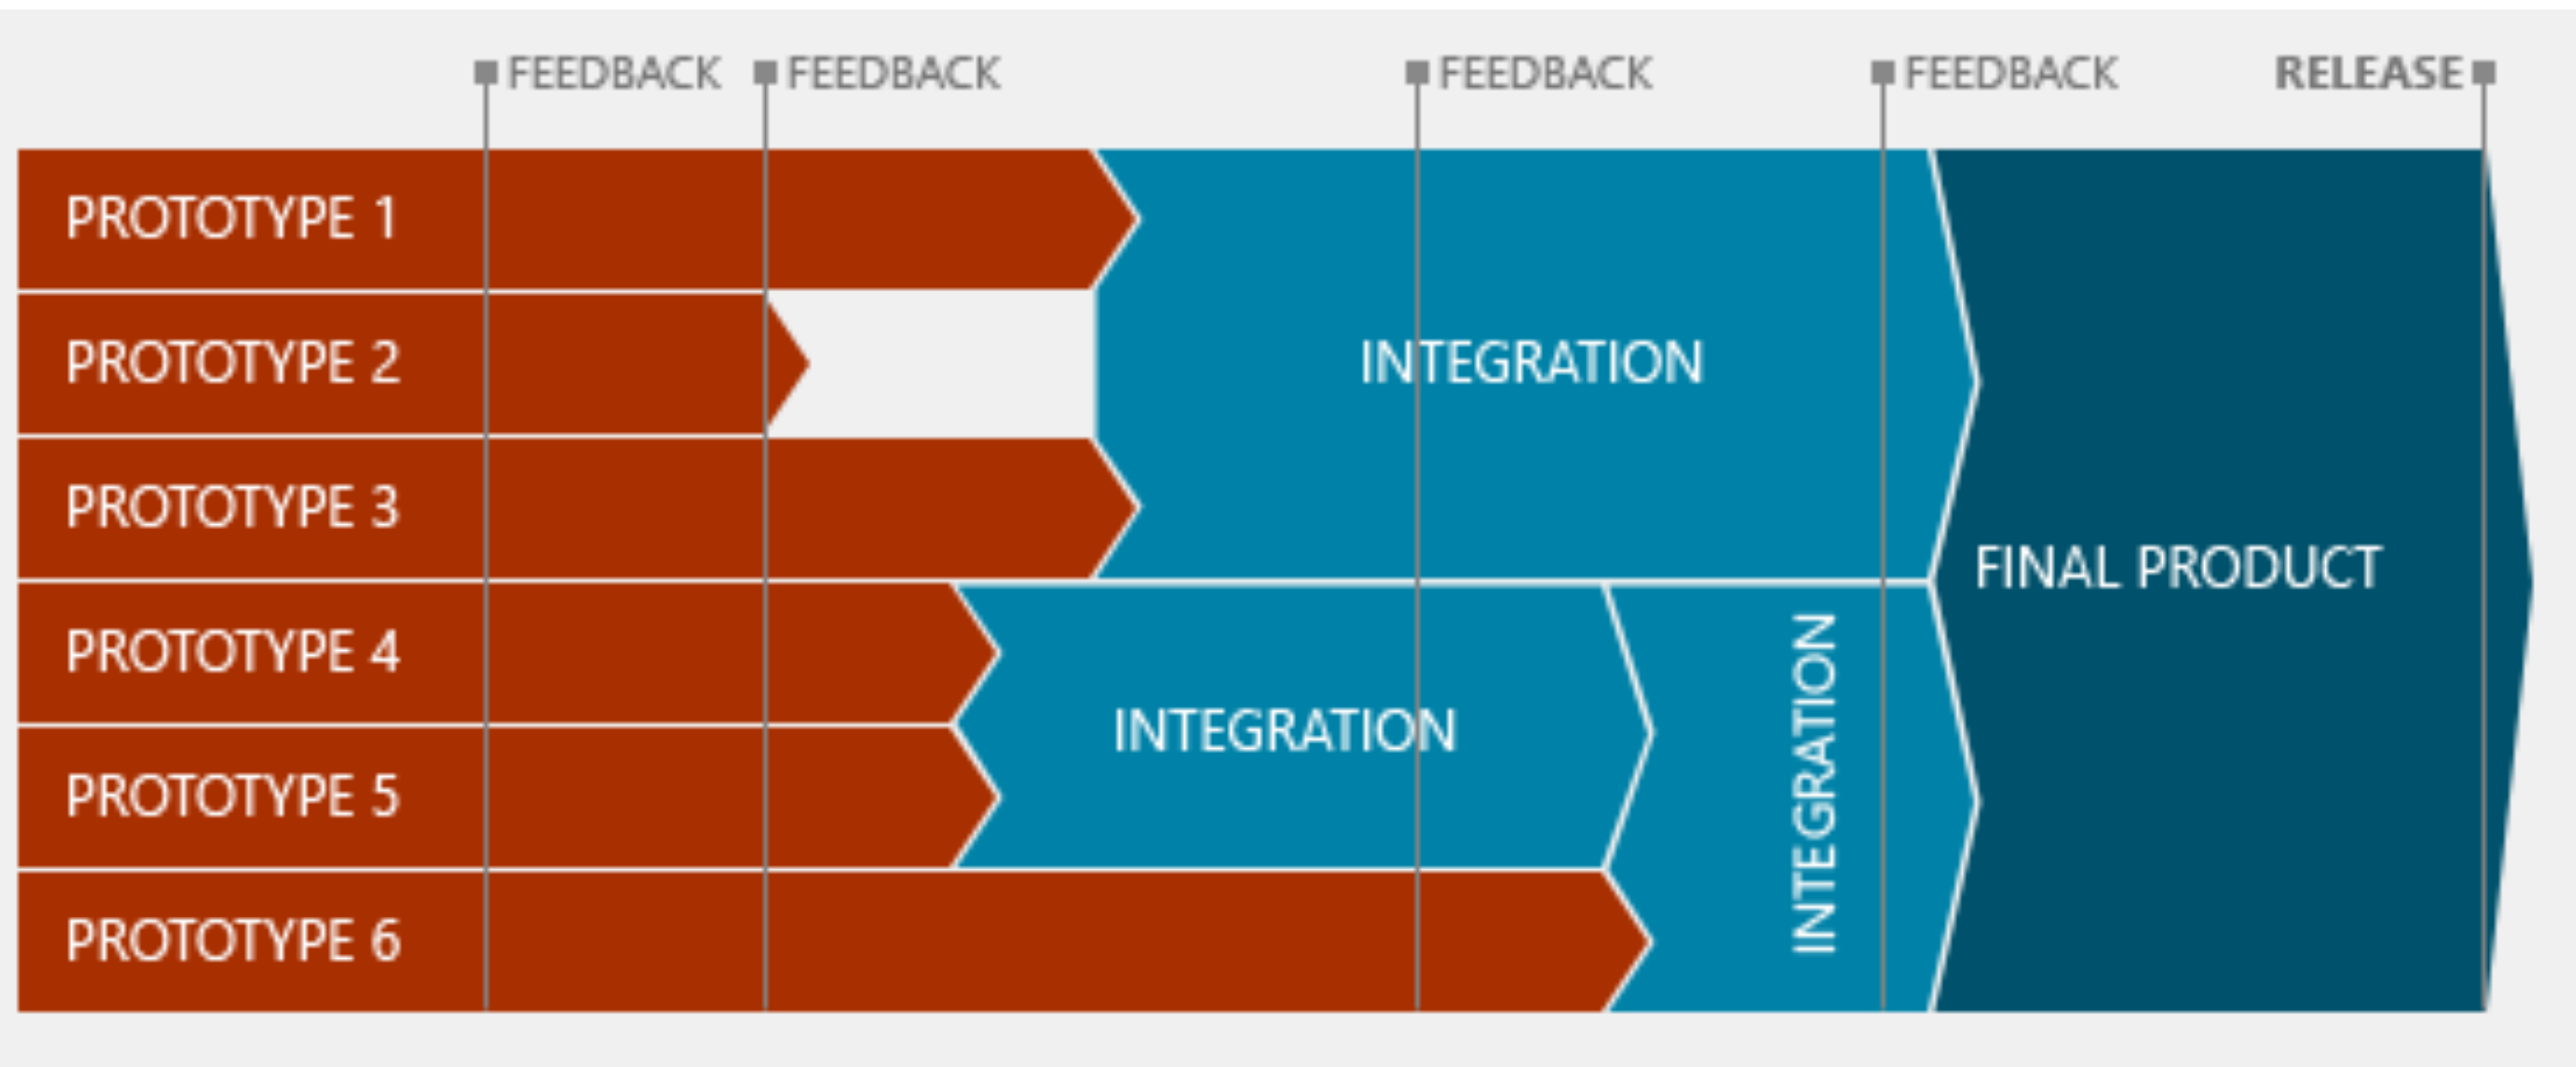 FEEDBACK FEEDBACK FEEDBACK FEEDBACK RELEASE
PROTOTYPE 1
PROTOTYPE 2
INTEGRATION
PROTOTYPE 3
FINAL PRODUCT
PROTOTYPE 4
INTEGRATION
INTEGRATION
PROTOTYPE 5
PROTOTYPE 6